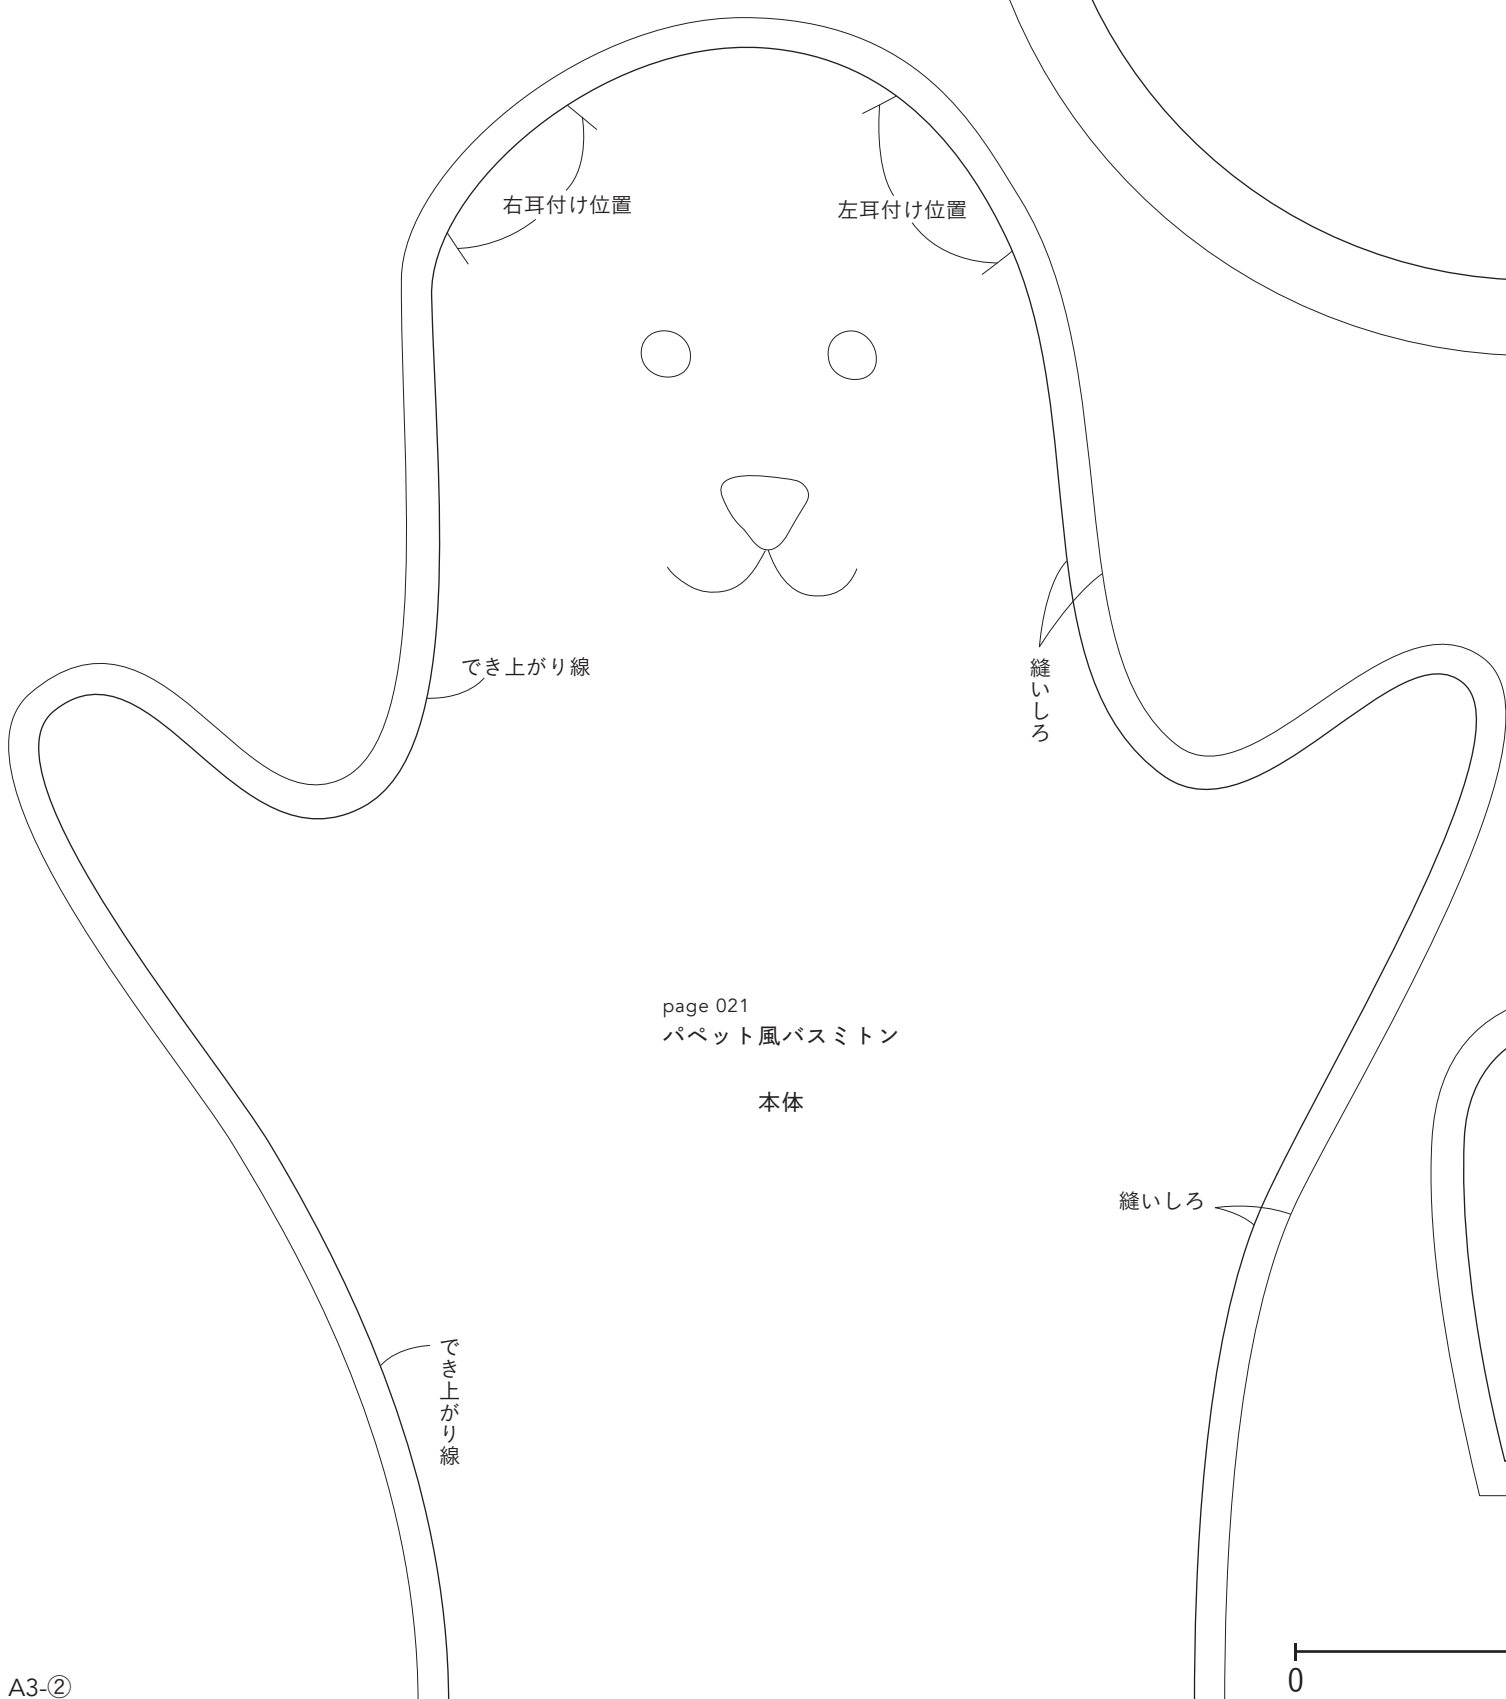 右耳付け位置
左耳付け位置
でき上がり線
縫いしろ
page 021
パペット風バスミトン
本体
縫いしろ
でき上がり線
0
A3-②